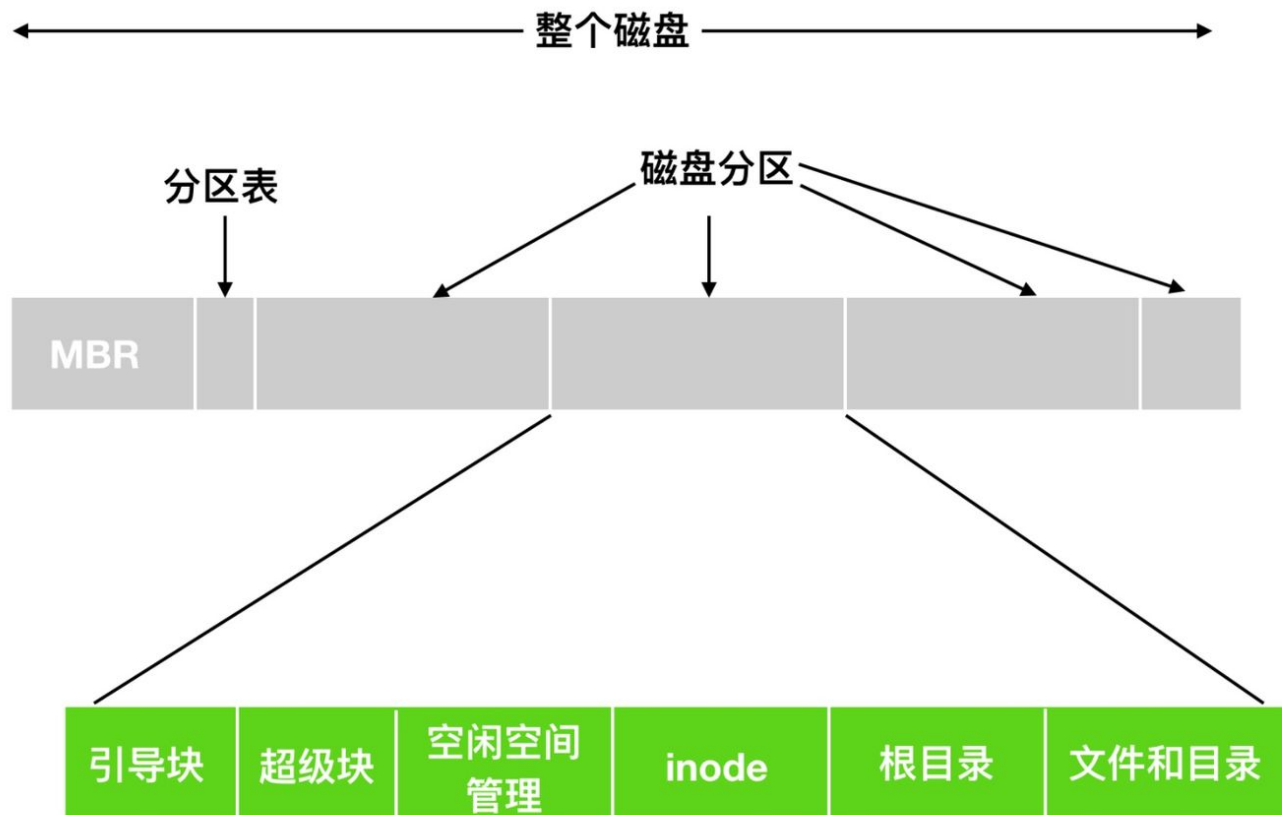 整个磁盘
分区表
磁盘分区
MBR
引导块
超级块
空闲空间
管理
inode
根目录
文件和目录